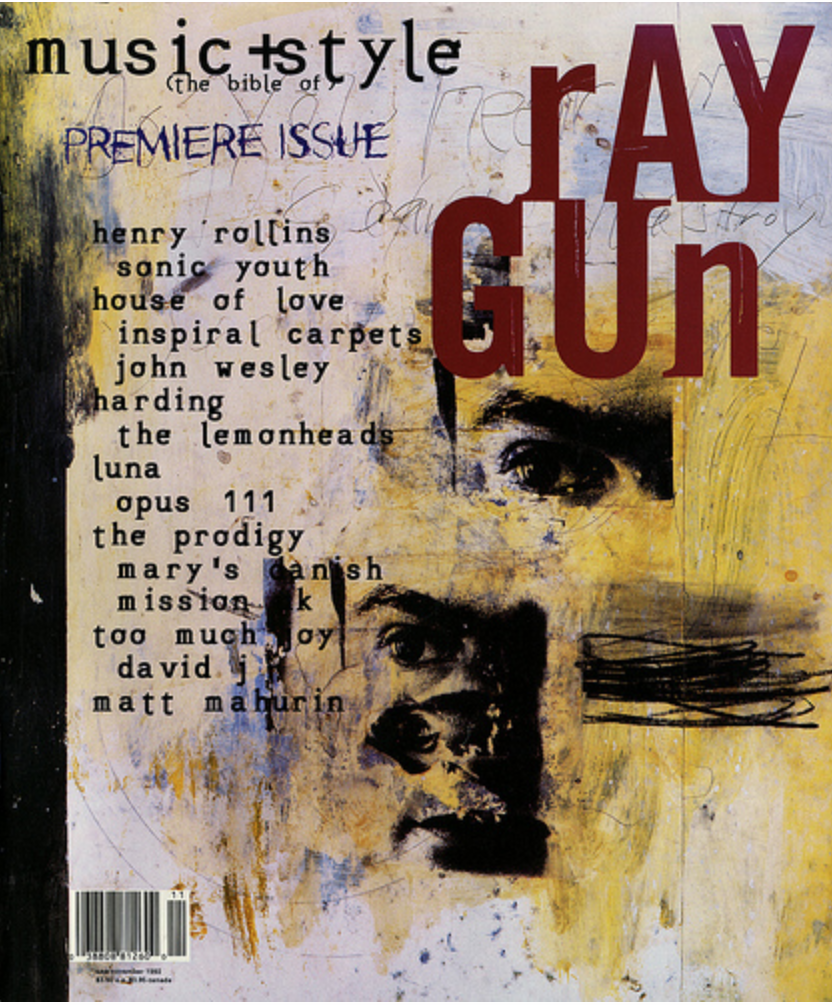 music+style
(the bible of)
rAY
GUn
PREMIERE ISSUE
henry rollins
sonic youth
house of love
inspiral carpets
john wesley
harding
the lemonheads
luna
opus 111
the prodigy
mary's danish
mission uk
too much joy
david j
matt mahurin
11